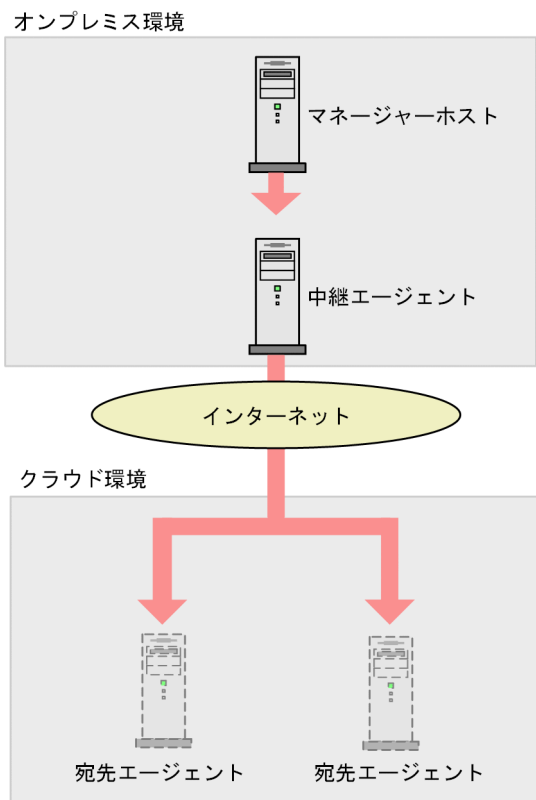 オンプレミス環境
マネージャーホスト
中継エージェント
インターネット
クラウド環境
宛先エージェント
宛先エージェント